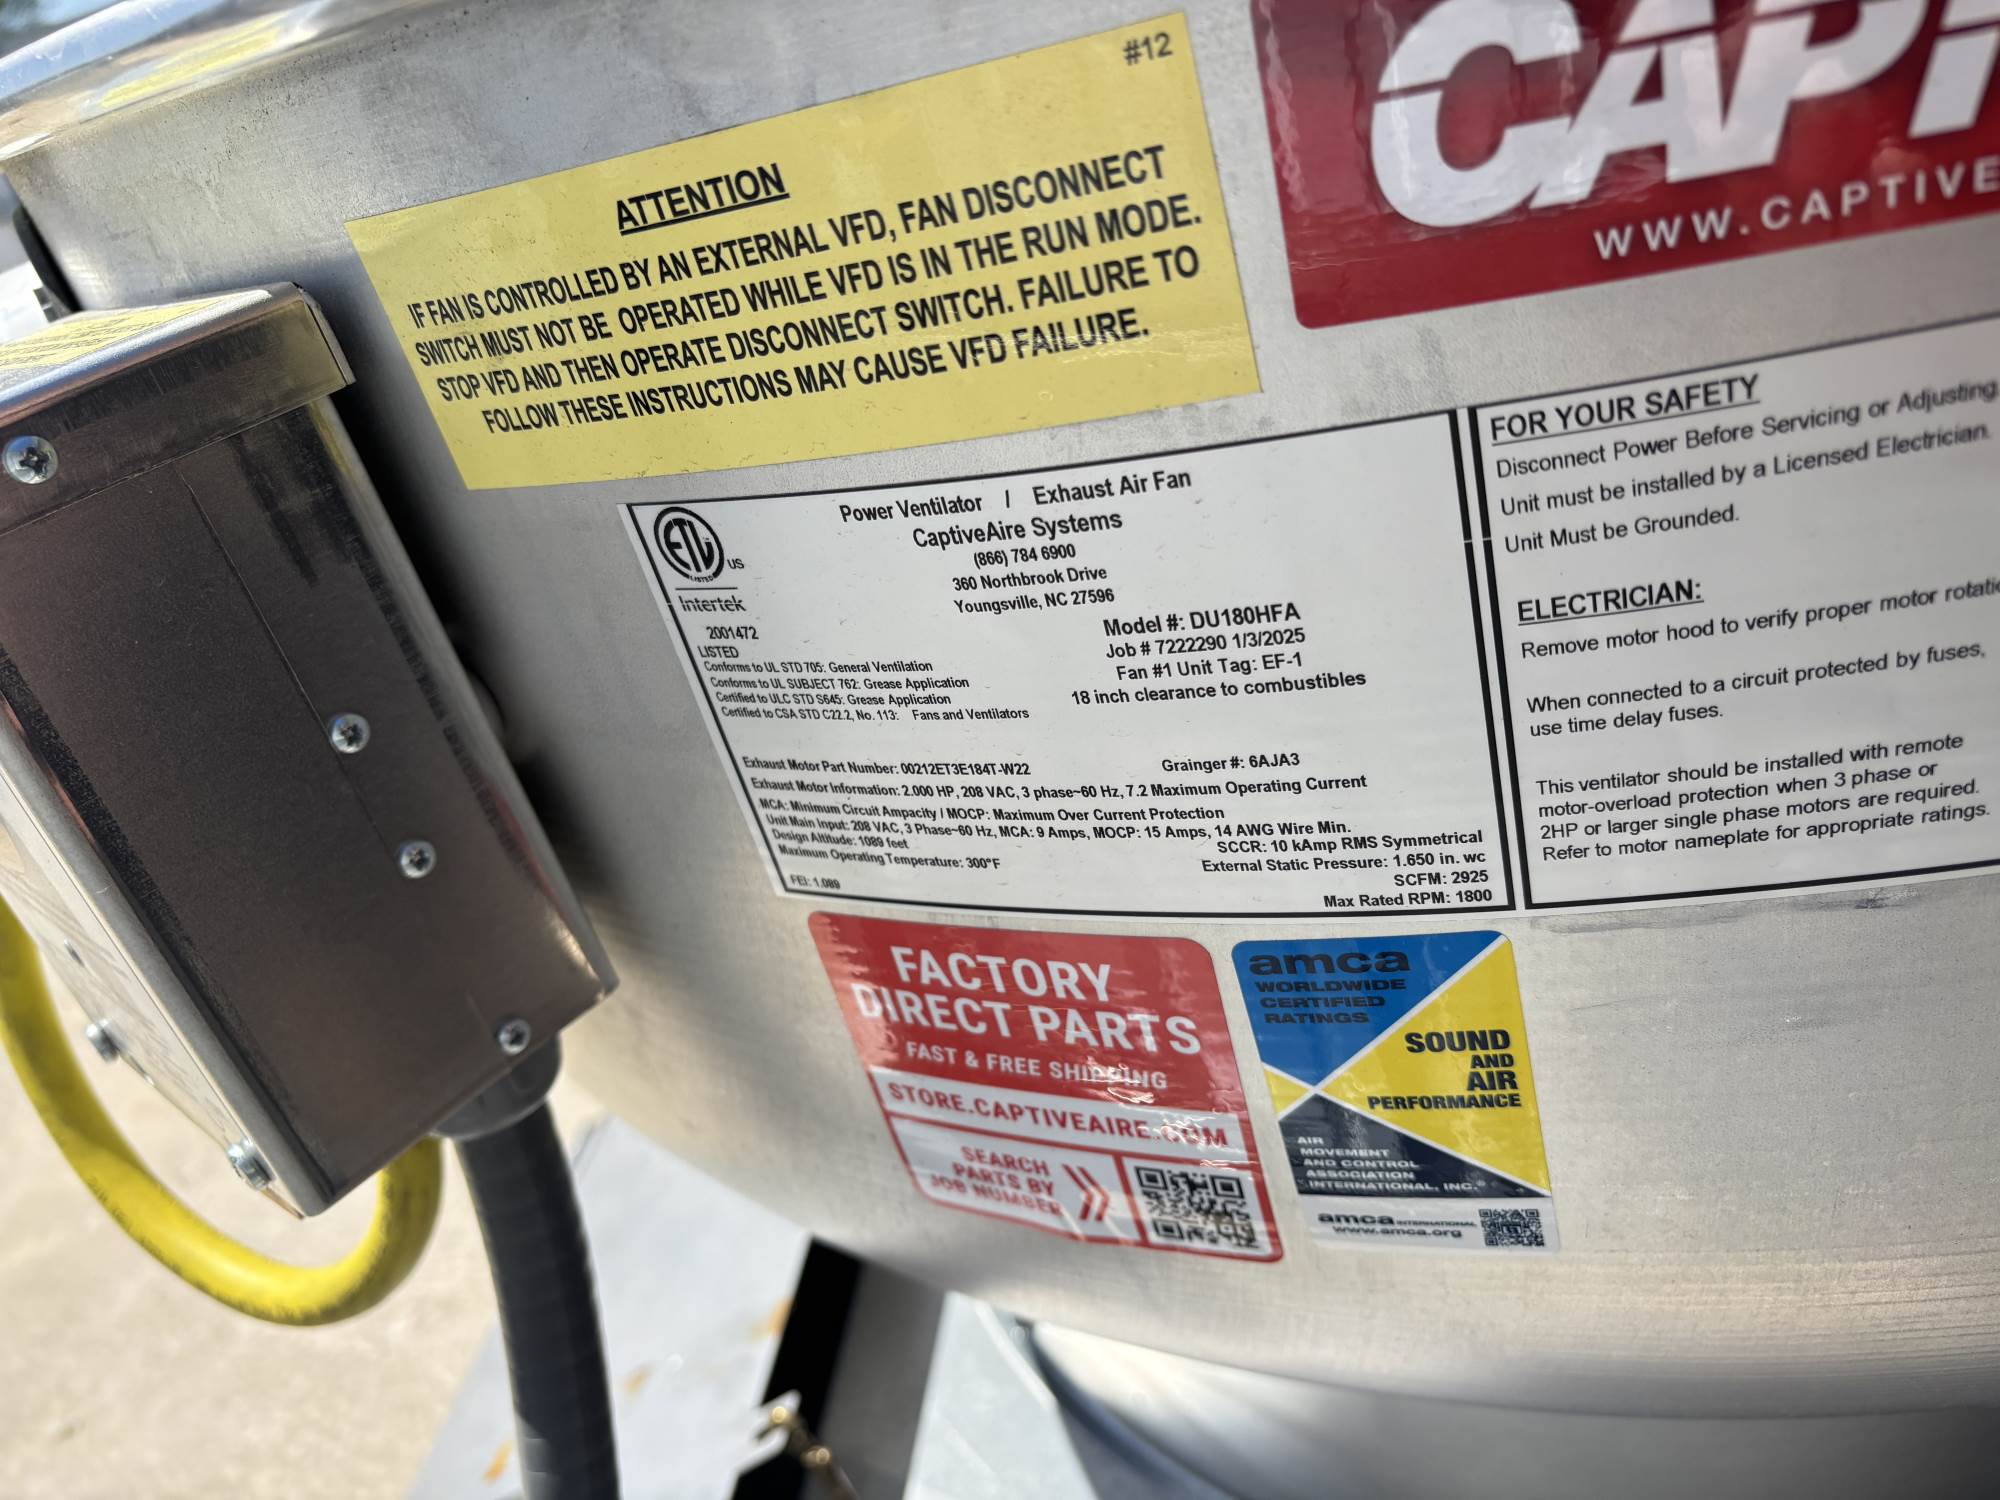 #12
ATTENTION
IF FAN IS CONTROLLED BY AN EXTERNAL VFD, FAN DISCONNECT
SWITCH MUST NOT BE OPERATED WHILE VFD IS IN THE RUN MODE.
STOP VFD AND THEN OPERATE DISCONNECT SWITCH. FAILURE TO
FOLLOW THESE INSTRUCTIONS MAY CAUSE VFD FAILURE.
CAPT
WWW.CAPTIVE
ETL
LISTED
US
Intertek
2001472
LISTED
Conforms to UL STD 705: General Ventilation
Conforms to UL SUBJECT 762: Grease Application
Certified to ULC STD S645: Grease Application
Certified to CSA STD C22.2, No. 113: Fans and Ventilators
Power Ventilator | Exhaust Air Fan
CaptiveAire Systems
(866) 784 6900
360 Northbrook Drive
Youngsville, NC 27596
Model #: DU180HFA
Job # 7222290 1/3/2025
Fan #1 Unit Tag: EF-1
18 inch clearance to combustibles
Exhaust Motor Part Number: 00212ET3E184T-W22 Grainger #: 6AJA3
Exhaust Motor Information: 2.000 HP, 208 VAC, 3 phase~60 Hz, 7.2 Maximum Operating Current
MCA: Minimum Circuit Ampacity / MOCP: Maximum Over Current Protection
Unit Main Input: 208 VAC, 3 Phase~60 Hz, MCA: 9 Amps, MOCP: 15 Amps, 14 AWG Wire Min.
Design Altitude: 1089 feet SCCR: 10 kAmp RMS Symmetrical
Maximum Operating Temperature: 300°F External Static Pressure: 1.650 in. wc
SCFM: 2925
FEI: 1.089 Max Rated RPM: 1800
FOR YOUR SAFETY
Disconnect Power Before Servicing or Adjusting.
Unit must be installed by a Licensed Electrician.
Unit Must be Grounded.
ELECTRICIAN:
Remove motor hood to verify proper motor rotati
When connected to a circuit protected by fuses,
use time delay fuses.
This ventilator should be installed with remote
motor-overload protection when 3 phase or
2HP or larger single phase motors are required.
Refer to motor nameplate for appropriate ratings.
FACTORY
DIRECT PARTS
FAST & FREE SHIPPING
STORE.CAPTIVEAIRE.COM
SEARCH
PARTS BY
JOB NUMBER
amca
WORLDWIDE
CERTIFIED
RATINGS
SOUND
AND
AIR
PERFORMANCE
AIR
MOVEMENT
AND CONTROL
ASSOCIATION
INTERNATIONAL, INC.®
amca INTERNATIONAL
www.amca.org